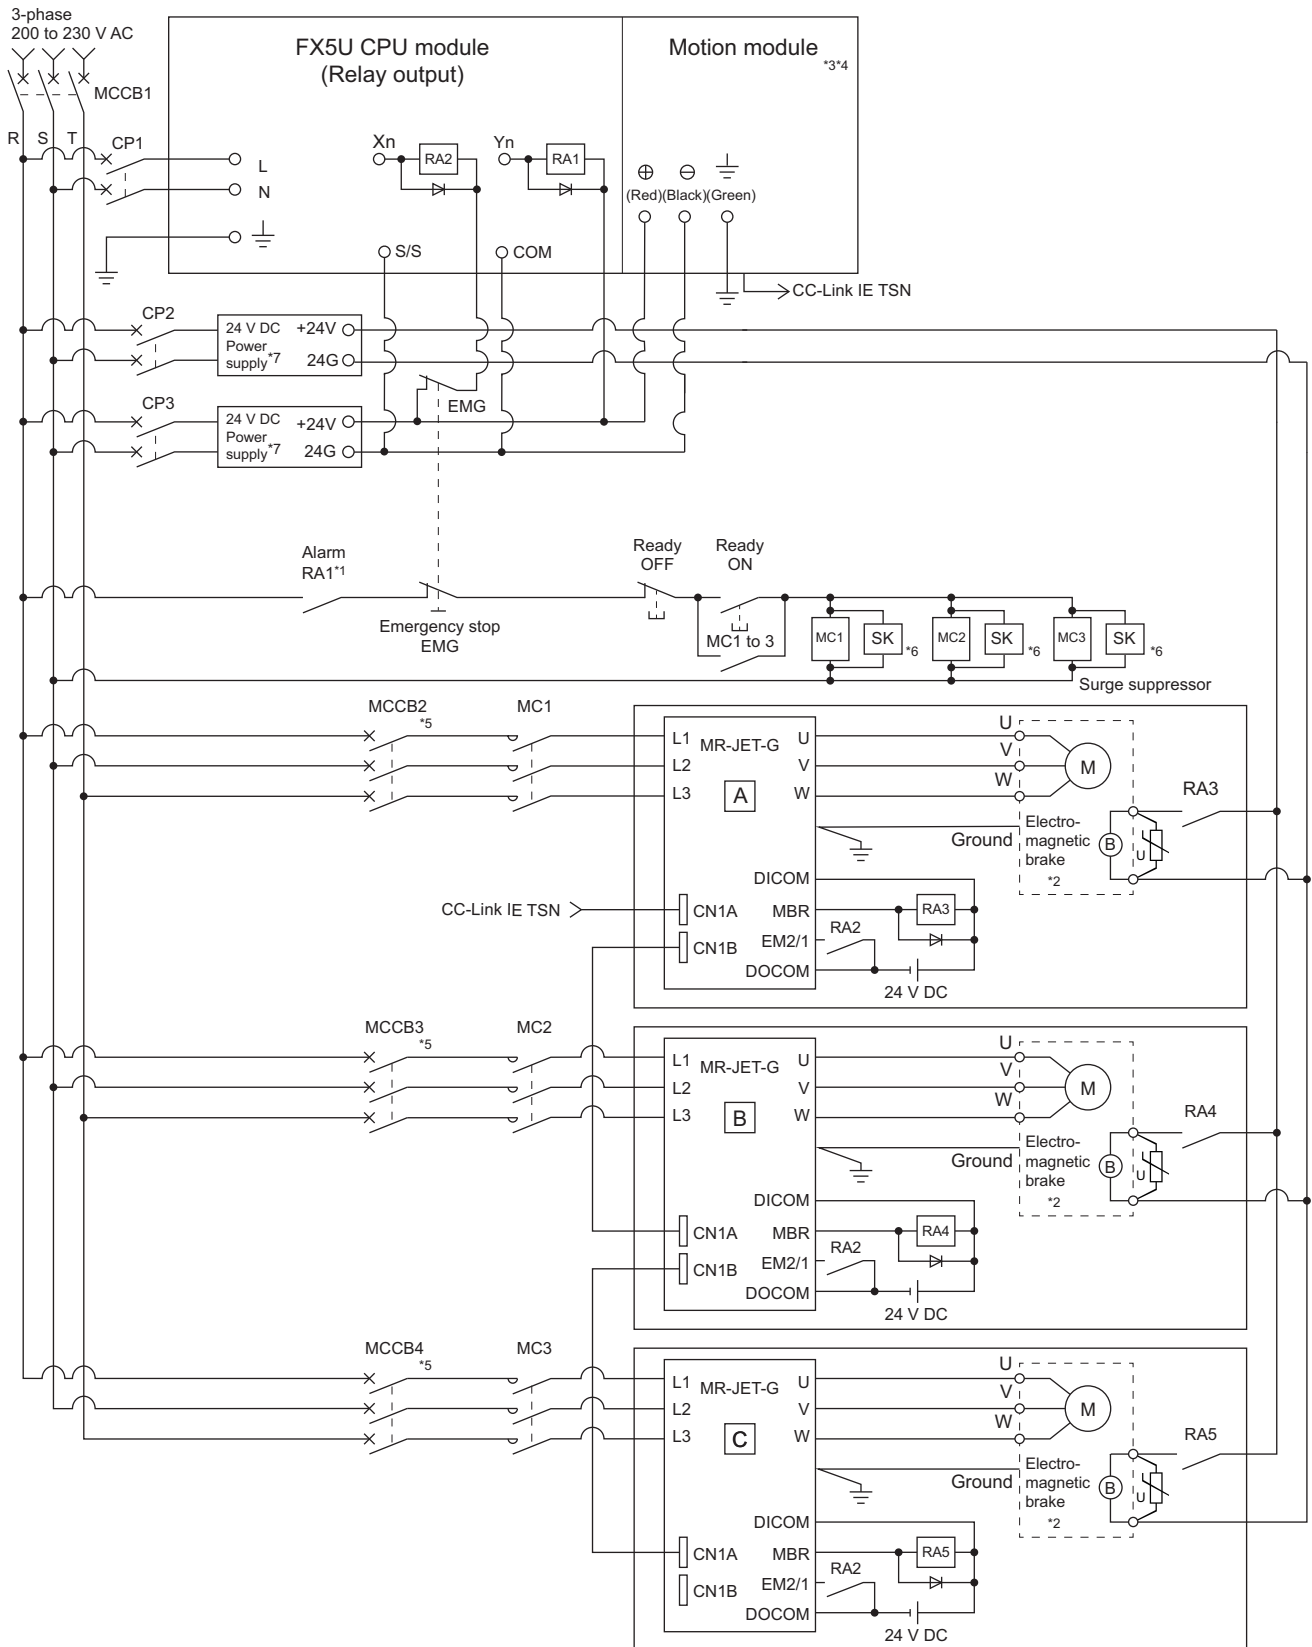 3-phase
200 to 230 V AC
MCCB1
R S T
CP1
FX5U CPU module
(Relay output)
Motion module
*3*4
L
N
Xn
RA2
Yn
RA1
(Red)(Black)(Green)
S/S
COM
CC-Link IE TSN
CP2
24 V DC
Power
supply*7
+24V
24G
CP3
24 V DC
Power
supply*7
+24V
24G
EMG
Alarm
RA1*1
Emergency stop
EMG
Ready
OFF
Ready
ON
MC1 to 3
MC1
SK
*6
MC2
SK
*6
MC3
SK
*6
Surge suppressor
MCCB2
*5
MC1
L1
L2
L3
MR-JET-G
A
U
V
W
U
V
W
M
Ground
Electro-
magnetic
brake
*2
B
U
RA3
DICOM
MBR
EM2/1
DOCOM
RA3
RA2
24 V DC
CC-Link IE TSN
CN1A
CN1B
MCCB3
*5
MC2
L1
L2
L3
MR-JET-G
B
U
V
W
U
V
W
M
Ground
Electro-
magnetic
brake
*2
B
U
RA4
DICOM
MBR
EM2/1
DOCOM
RA4
RA2
24 V DC
CN1A
CN1B
MCCB4
*5
MC3
L1
L2
L3
MR-JET-G
C
U
V
W
U
V
W
M
Ground
Electro-
magnetic
brake
*2
B
U
RA5
DICOM
MBR
EM2/1
DOCOM
RA5
RA2
24 V DC
CN1A
CN1B